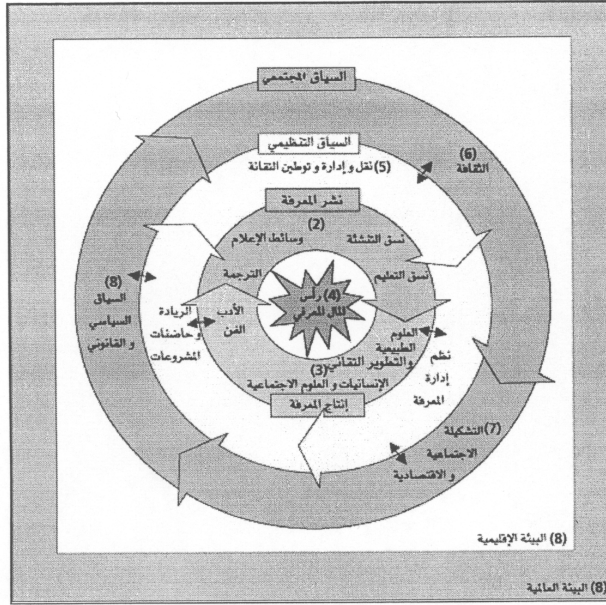 السياق المجتمعي
السياق التنظيمي
(5) نقل و إدارة و توطين التقانة
(6)
الثقافة
نشر المعرفة
(2)
وسائط الإعلام
نسق التنشئة
الترجمة
نسق التعليم
(4) رأس
المال المعرفي
(8)
السياق
السياسي
و القانوني
الريادة
و حاضنات
المشروعات
الأدب
الفن
العلوم
الطبيعية
والتطوير التقاني
(3)
الإنسانيات و العلوم الاجتماعية
إنتاج المعرفة
نظم
إدارة
المعرفة
(7) التشكيلة
الاجتماعية
و الاقتصادية
(8) البيئة الإقليمية
(8) البيئة العالمية